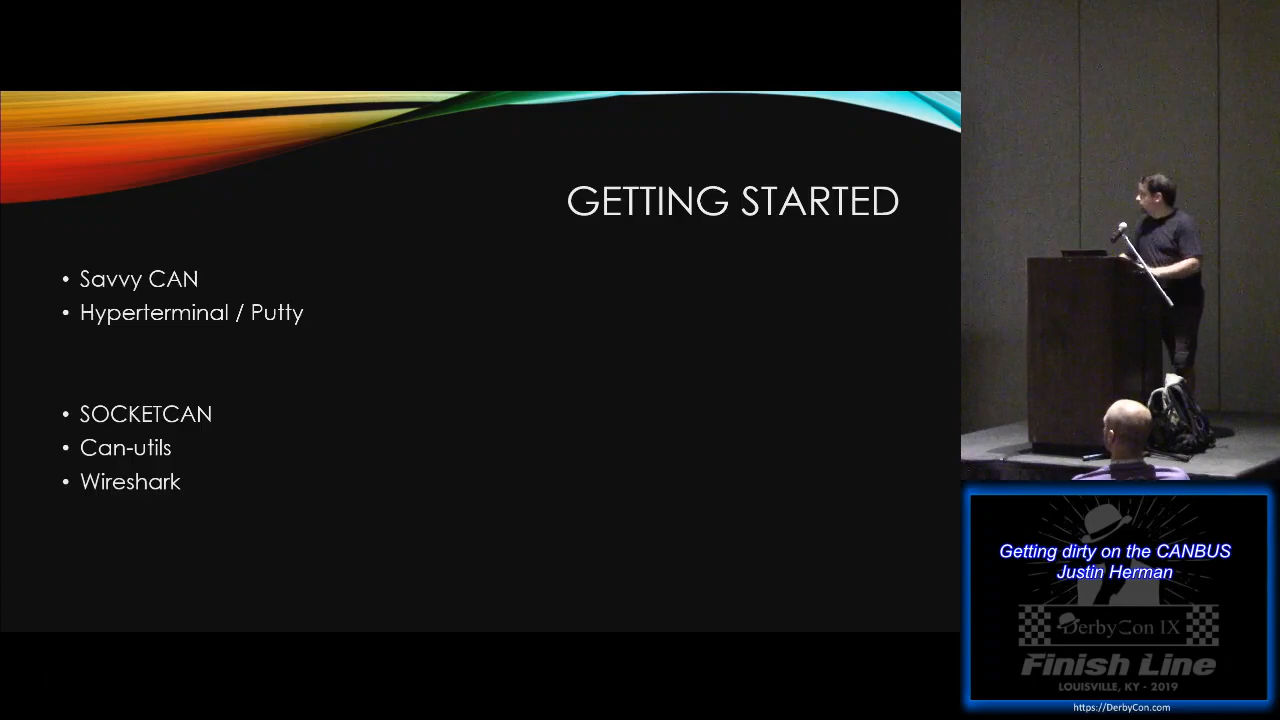 GETTING STARTED
• Savvy CAN
• Hyperterminal / Putty
• SOCKETCAN
• Can-utils
• Wireshark
Getting dirty on the CANBUS
Justin Herman
DerbyCon IX
Finish Line
LOUISVILLE, KY - 2019
https://DerbyCon.com